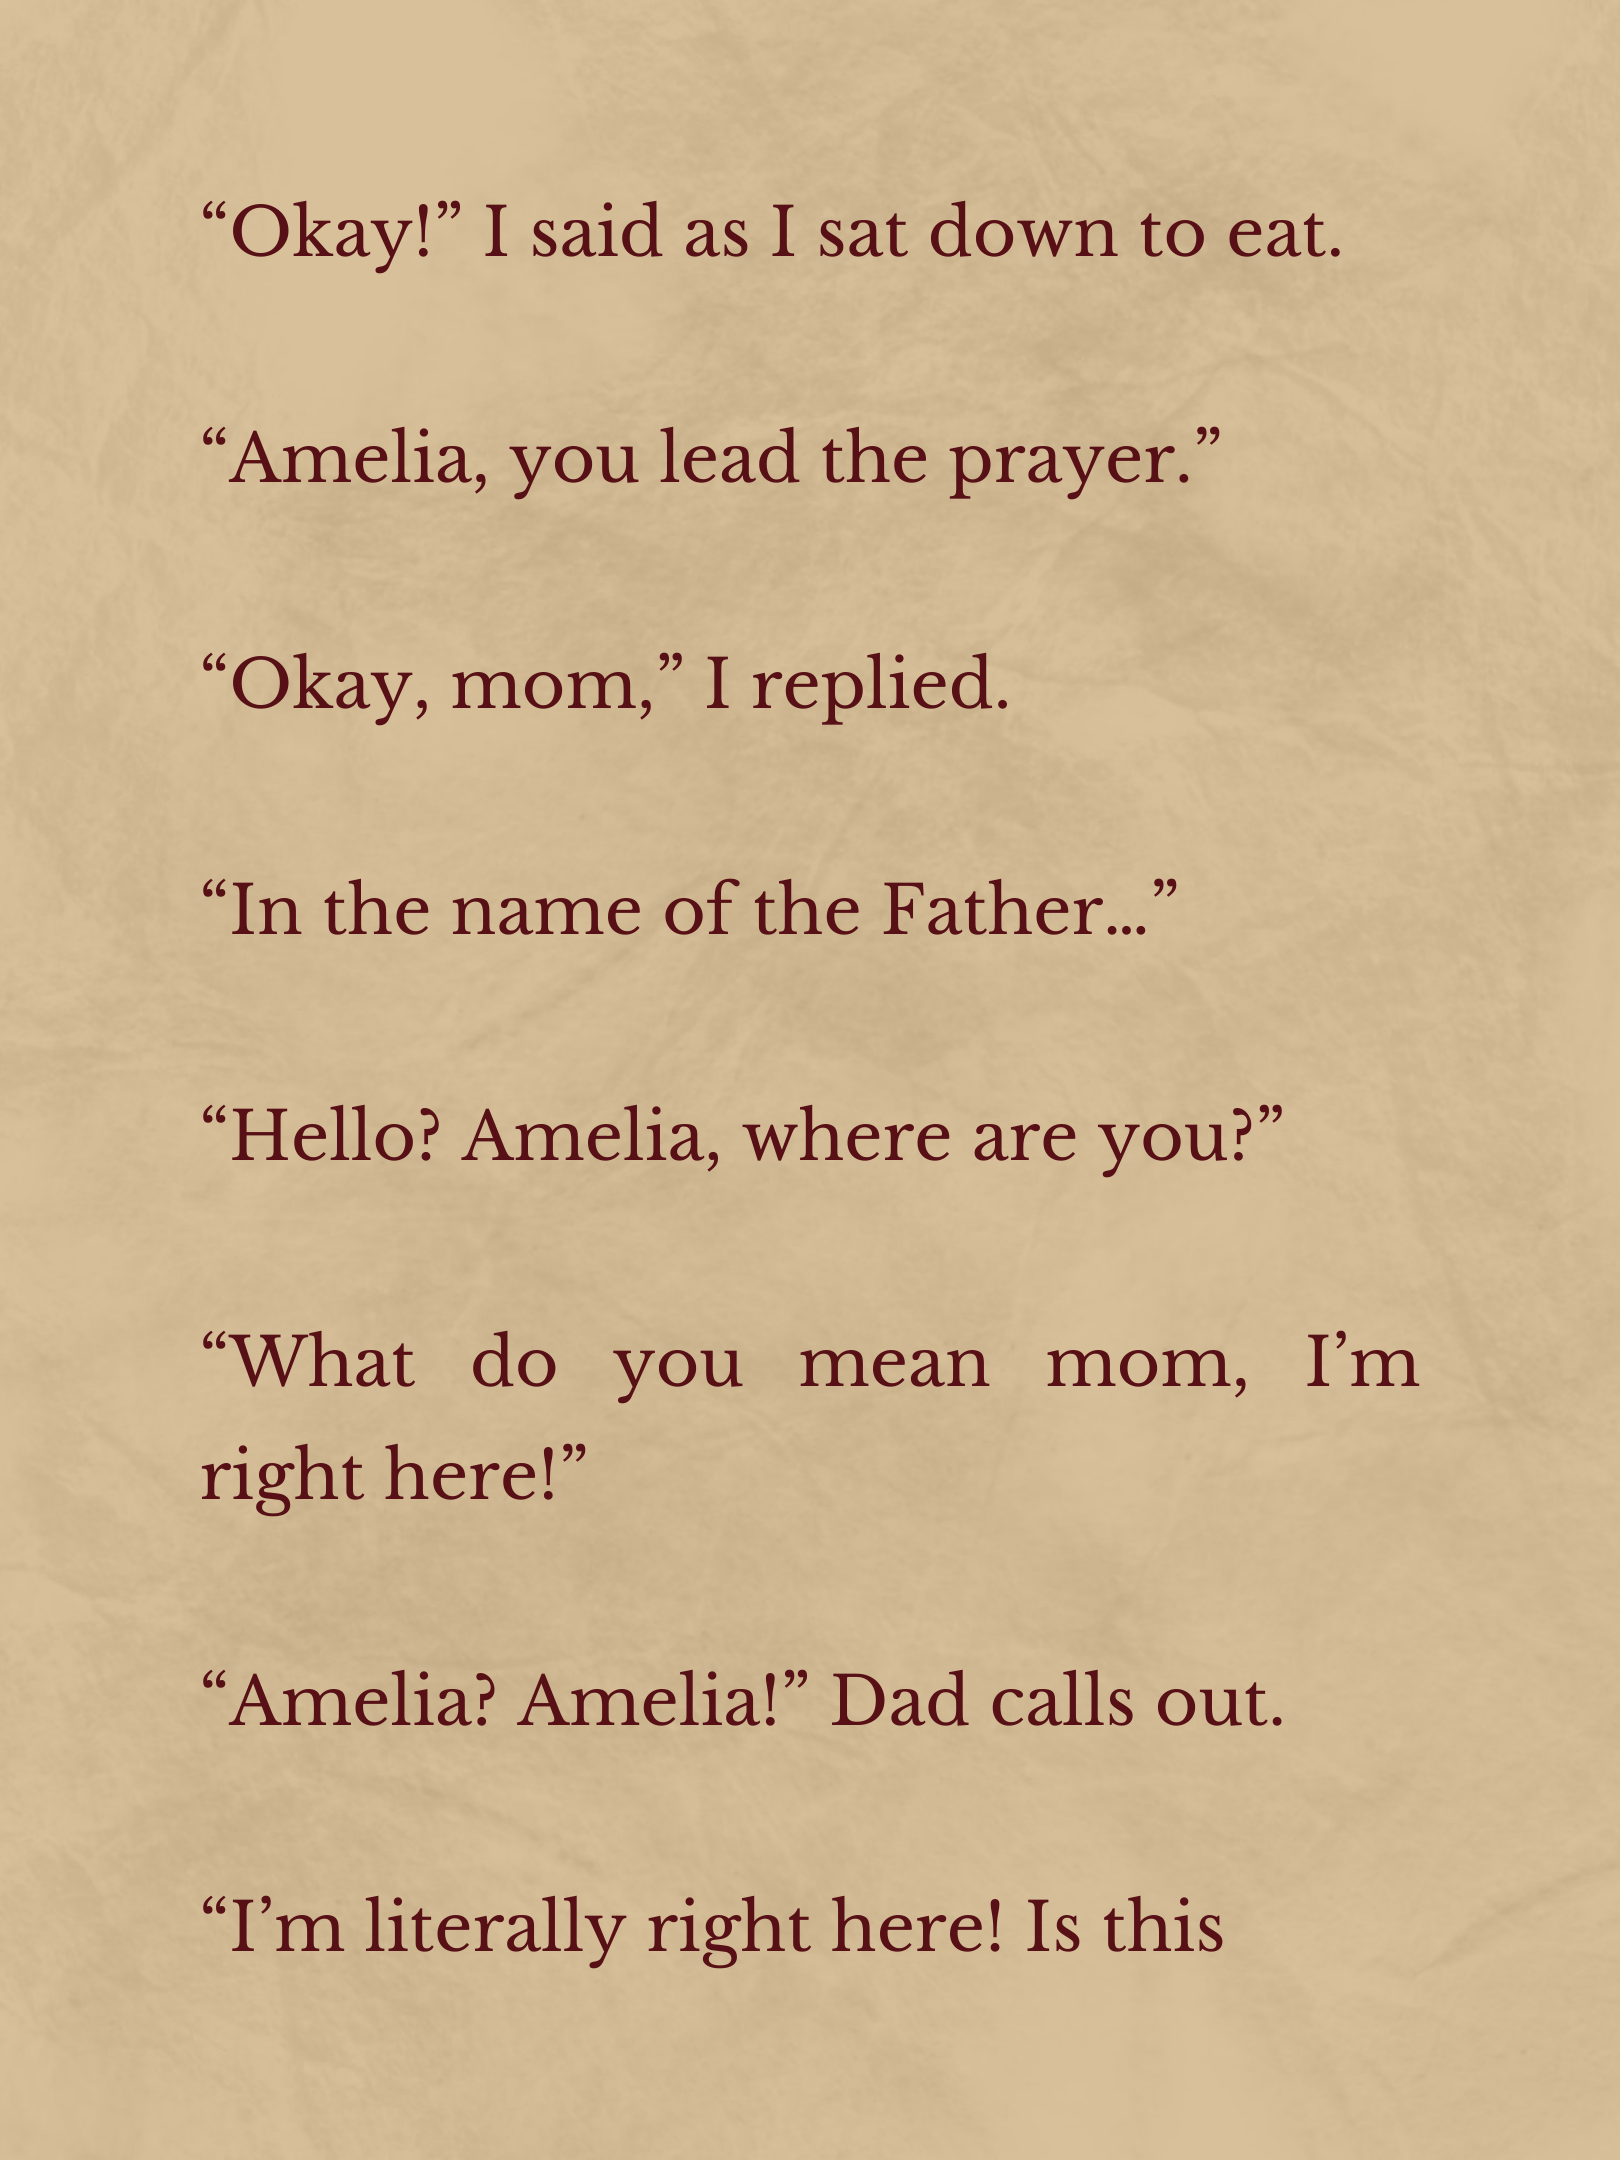 “Okay!” I said as I sat down to eat.
“Amelia, you lead the prayer.”
“Okay, mom,” I replied.
“In the name of the Father…”
“Hello? Amelia, where are you?”
“What do you mean mom, I’m
right here!”
“Amelia? Amelia!” Dad calls out.
“I’m literally right here! Is this